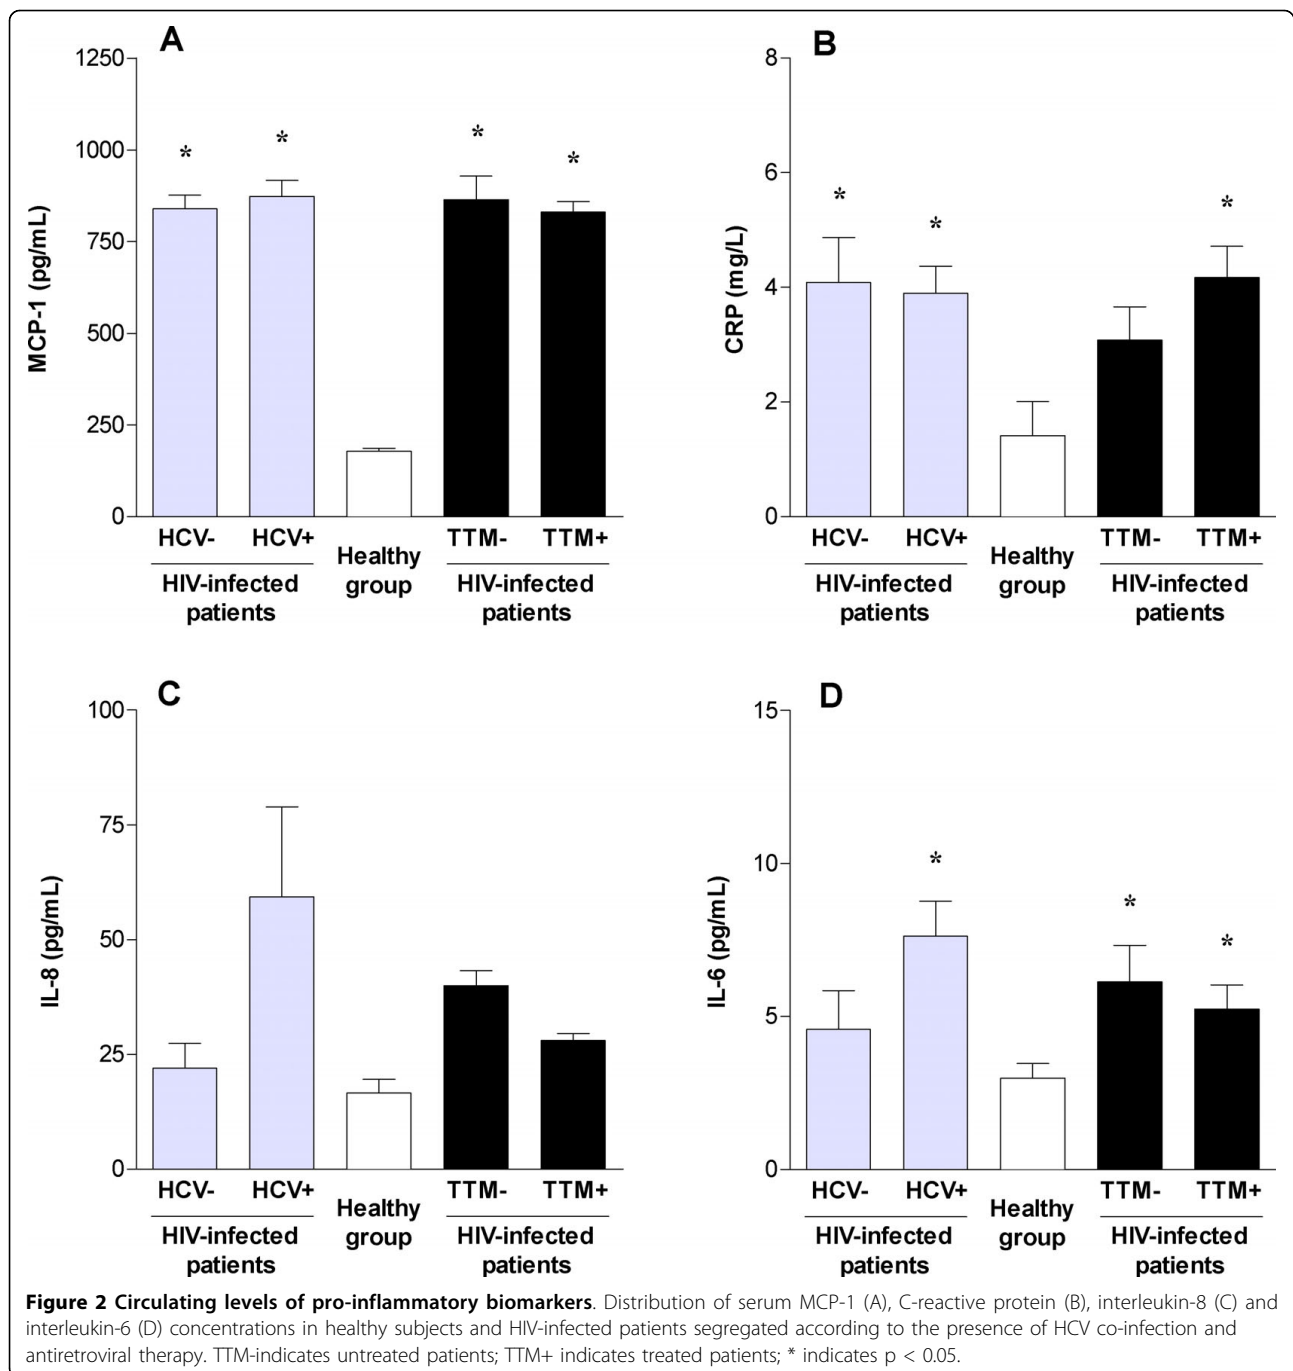 A
1250
1000
750
500
250
0
MCP-1 (pg/mL)
* * * *
HCV- HCV+ Healthy group TTM- TTM+
HIV-infected patients HIV-infected patients
B
8
6
4
2
0
CRP (mg/L)
* * *
HCV- HCV+ Healthy group TTM- TTM+
HIV-infected patients HIV-infected patients
C
100
75
50
25
0
IL-8 (pg/mL)
HCV- HCV+ Healthy group TTM- TTM+
HIV-infected patients HIV-infected patients
D
15
10
5
0
IL-6 (pg/mL)
* * *
HCV- HCV+ Healthy group TTM- TTM+
HIV-infected patients HIV-infected patients
Figure 2 Circulating levels of pro-inflammatory biomarkers. Distribution of serum MCP-1 (A), C-reactive protein (B), interleukin-8 (C) and
interleukin-6 (D) concentrations in healthy subjects and HIV-infected patients segregated according to the presence of HCV co-infection and
antiretroviral therapy. TTM-indicates untreated patients; TTM+ indicates treated patients; * indicates p < 0.05.